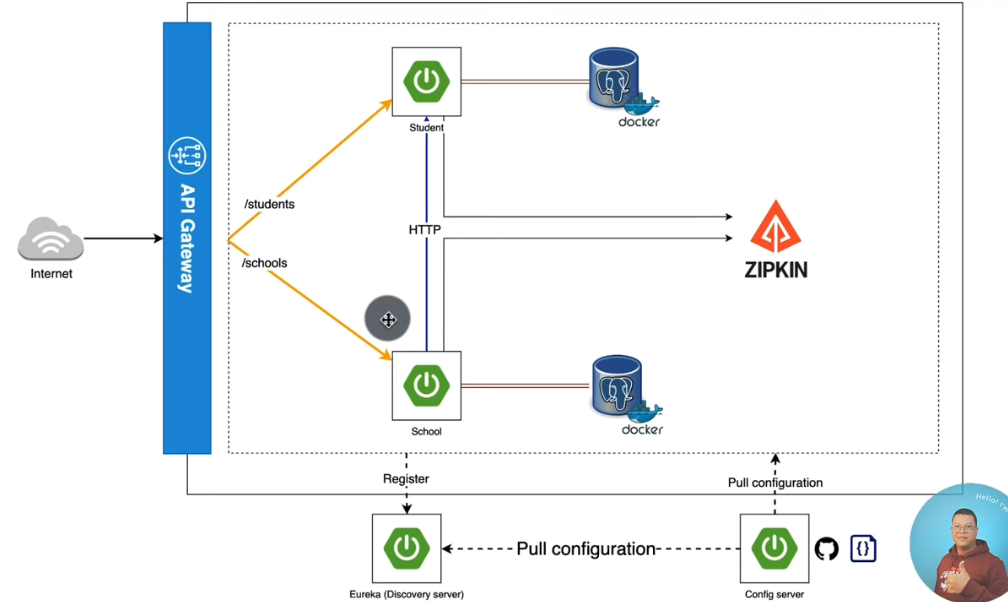 Internet
API Gateway
/students
/schools
Student
HTTP
School
docker
ZIPKIN
docker
Register
Pull configuration
Eureka (Discovery server)
Pull configuration
Config server
{}
Hello! I'm